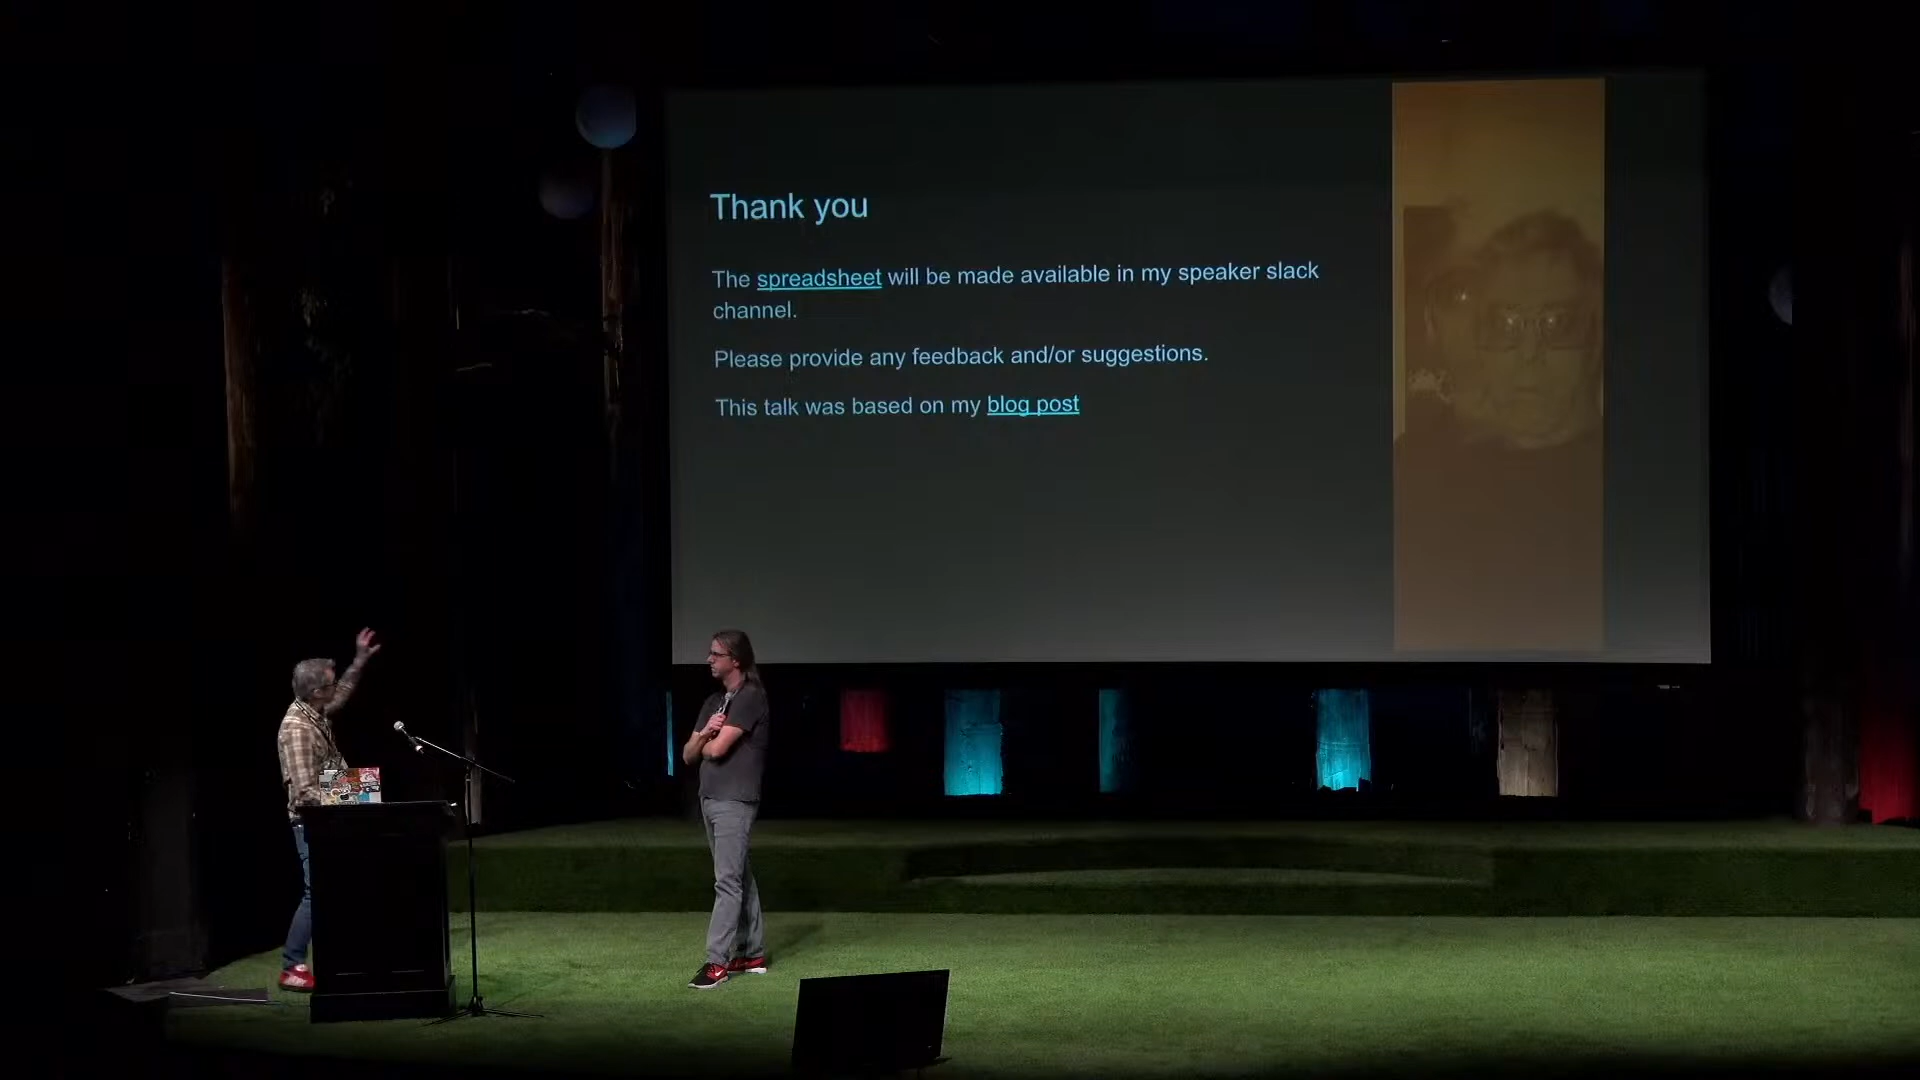 Thank you
The spreadsheet will be made available in my speaker slack
channel.
Please provide any feedback and/or suggestions.
This talk was based on my blog post